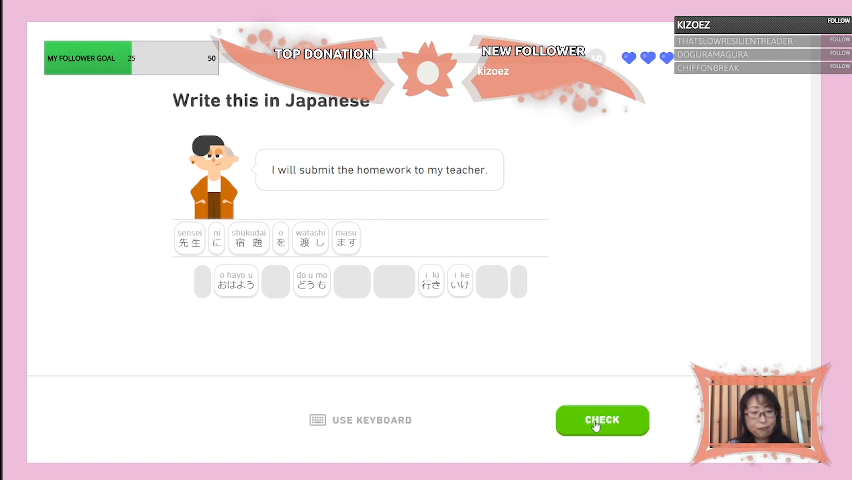 KIZOEZ
FOLLOW
THATSLOWRESILIENTREADER
FOLLOW
DOGURAMAGURA
FOLLOW
CHIFFONBREAK
FOLLOW
MY FOLLOWER GOAL 25 50
TOP DONATION
NEW FOLLOWER
kizoez
Write this in Japanese
I will submit the homework to my teacher.
sensei ni shukudai o watashi masu
先生 に 宿題 を 渡し ます
o hayo u do u mo i ki i ke
おはよう どうも 行き いけ
USE KEYBOARD
CHECK